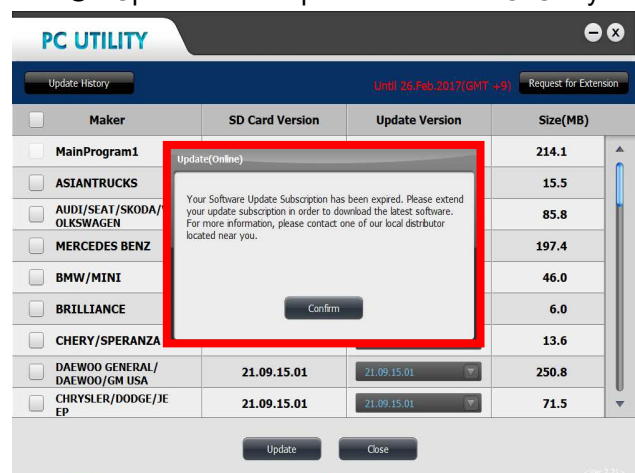 PC UTILITY
Update History
Until 26.Feb.2017(GMT +9)
Request for Extension
Maker SD Card Version Update Version Size(MB)
MainProgram1 214.1
Update(Online)
ASIANTRUCKS 15.5
Your Software Update Subscription has been expired. Please extend
your update subscription in order to download the latest software.
For more information, please contact one of our local distributor
located near you.
AUDI/SEAT/SKODA/
OLKSWAGEN 85.8
MERCEDES BENZ 197.4
BMW/MINI 46.0
Confirm
BRILLIANCE 6.0
CHERY/SPERANZA 13.6
DAEWOO GENERAL/
DAEWOO/GM USA 21.09.15.01 21.09.15.01 250.8
CHRYSLER/DODGE/JE
EP 21.09.15.01 21.09.15.01 71.5
Update Close